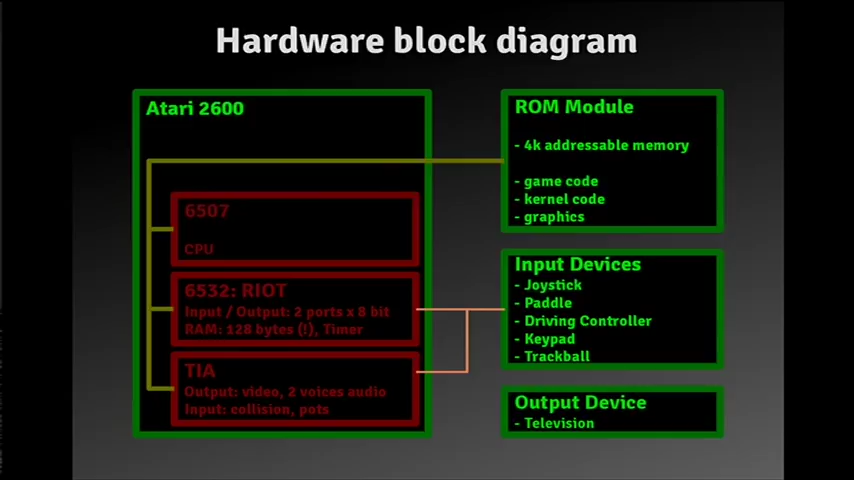 Hardware block diagram
Atari 2600
6507
CPU
6532: RIOT
Input / Output: 2 ports x 8 bit
RAM: 128 bytes (!), Timer
TIA
Output: video, 2 voices audio
Input: collision, pots
ROM Module
- 4k addressable memory
- game code
- kernel code
- graphics
Input Devices
- Joystick
- Paddle
- Driving Controller
- Keypad
- Trackball
Output Device
- Television